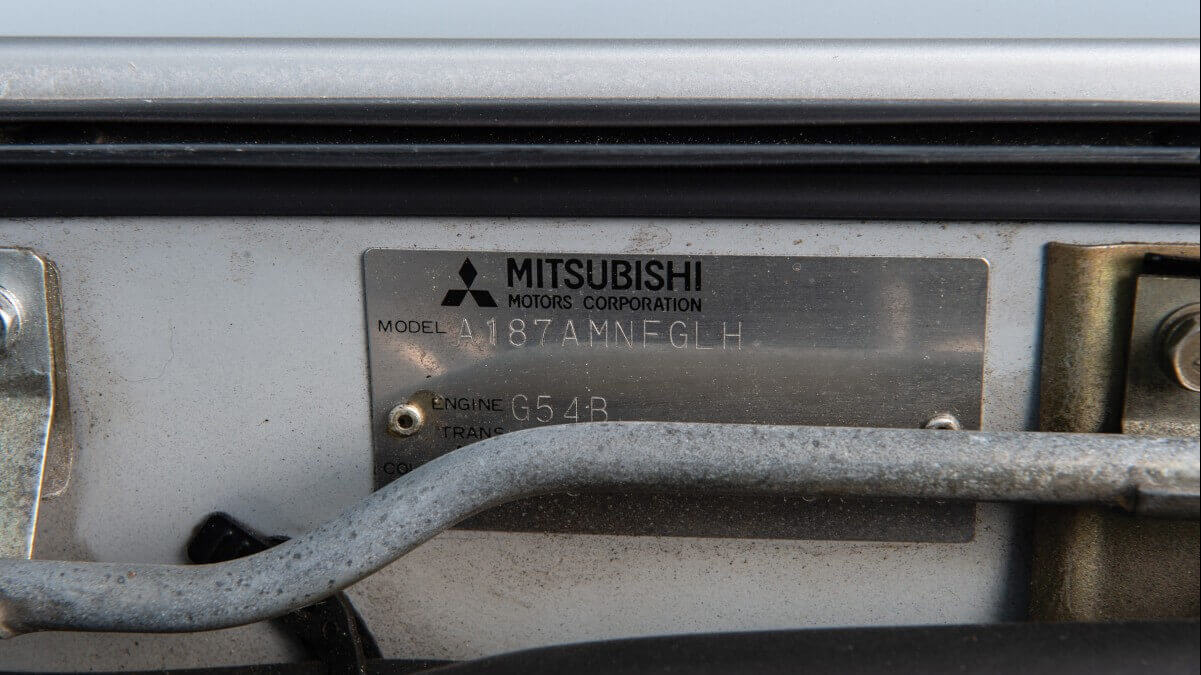 MITSUBISHI
MOTORS CORPORATION
MODEL A187AMNFGLH
ENGINE G54B
TRANS